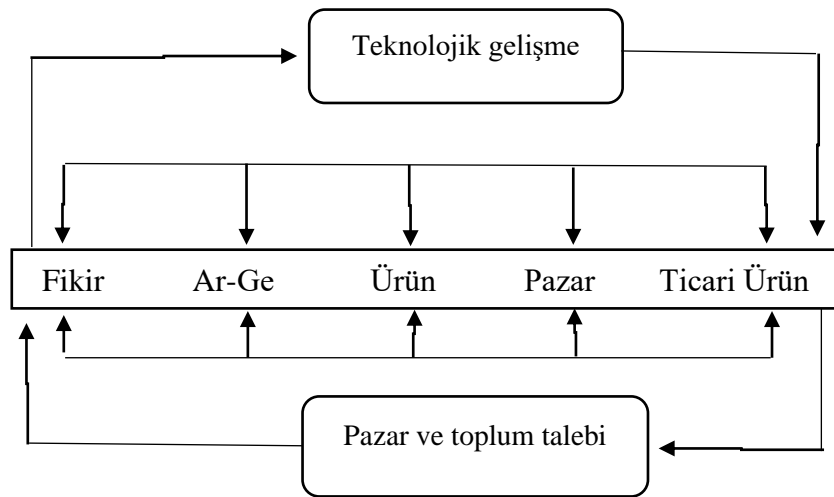 Teknolojik gelişme
Fikir Ar-Ge Ürün Pazar Ticari Ürün
Pazar ve toplum talebi